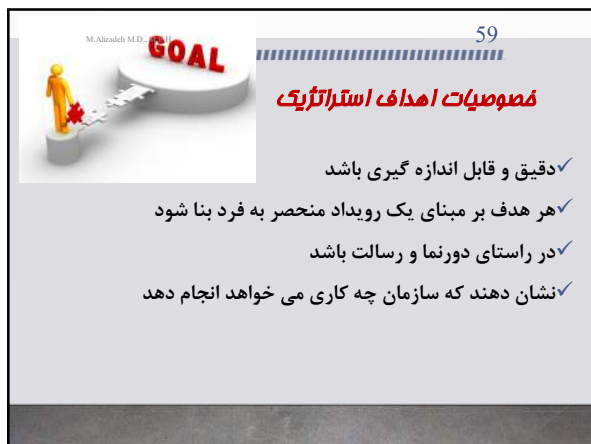 M.Alizadeh M.D., M.P.H
59
GOAL
خصوصیات اهداف استراتژیک
✓دقیق و قابل اندازه گیری باشد
✓هر هدف بر مبنای یک رویداد منحصر به فرد بنا شود
✓در راستای دورنما و رسالت باشد
✓نشان دهند که سازمان چه کاری می خواهد انجام دهد